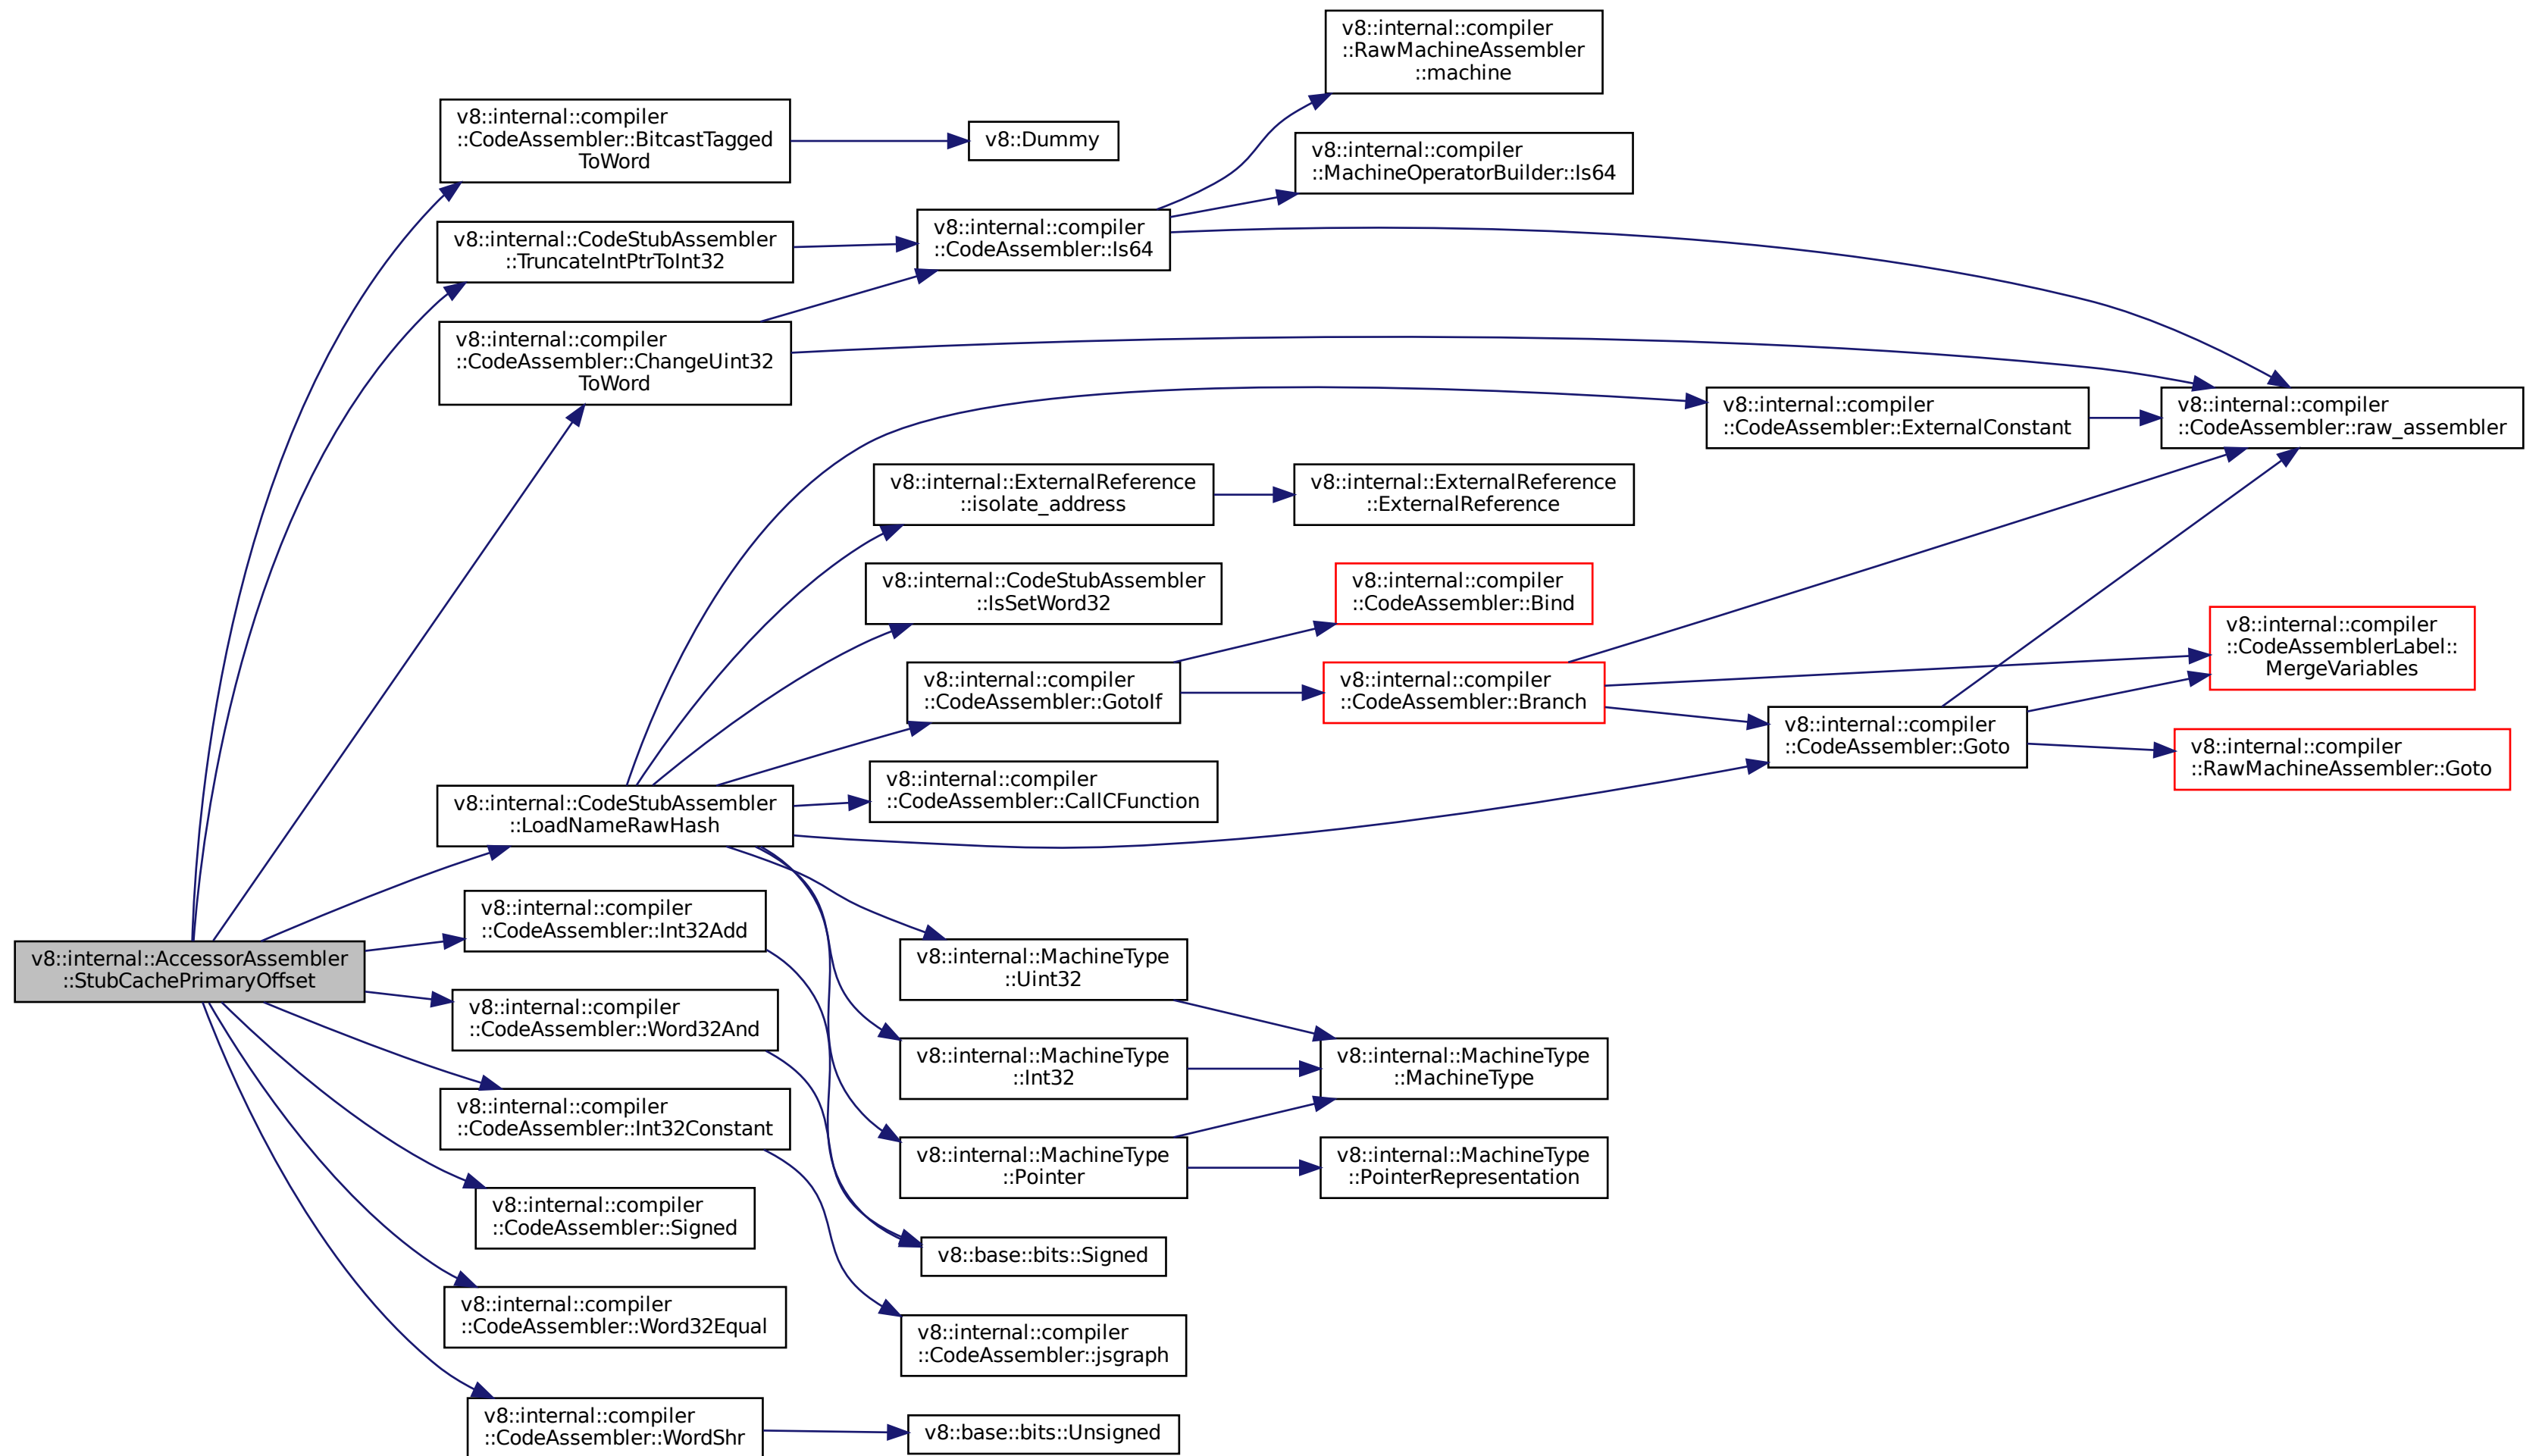 v8::internal::compiler
::RawMachineAssembler
::machine
v8::internal::compiler
::CodeAssembler::BitcastTagged
ToWord
v8::Dummy
v8::internal::compiler
::MachineOperatorBuilder::Is64
v8::internal::CodeStubAssembler
::TruncateIntPtrToInt32
v8::internal::compiler
::CodeAssembler::Is64
v8::internal::compiler
::CodeAssembler::ChangeUint32
ToWord
v8::internal::compiler
::CodeAssembler::ExternalConstant
v8::internal::compiler
::CodeAssembler::raw_assembler
v8::internal::ExternalReference
::isolate_address
v8::internal::ExternalReference
::ExternalReference
v8::internal::CodeStubAssembler
::IsSetWord32
v8::internal::compiler
::CodeAssembler::Bind
v8::internal::compiler
::CodeAssemblerLabel::
MergeVariables
v8::internal::compiler
::CodeAssembler::GotoIf
v8::internal::compiler
::CodeAssembler::Branch
v8::internal::compiler
::CodeAssembler::Goto
v8::internal::compiler
::RawMachineAssembler::Goto
v8::internal::CodeStubAssembler
::LoadNameRawHash
v8::internal::compiler
::CodeAssembler::CallCFunction
v8::internal::compiler
::CodeAssembler::Int32Add
v8::internal::AccessorAssembler
::StubCachePrimaryOffset
v8::internal::MachineType
::Uint32
v8::internal::compiler
::CodeAssembler::Word32And
v8::internal::MachineType
::Int32
v8::internal::MachineType
::MachineType
v8::internal::compiler
::CodeAssembler::Int32Constant
v8::internal::MachineType
::Pointer
v8::internal::MachineType
::PointerRepresentation
v8::internal::compiler
::CodeAssembler::Signed
v8::base::bits::Signed
v8::internal::compiler
::CodeAssembler::Word32Equal
v8::internal::compiler
::CodeAssembler::jsgraph
v8::internal::compiler
::CodeAssembler::WordShr
v8::base::bits::Unsigned